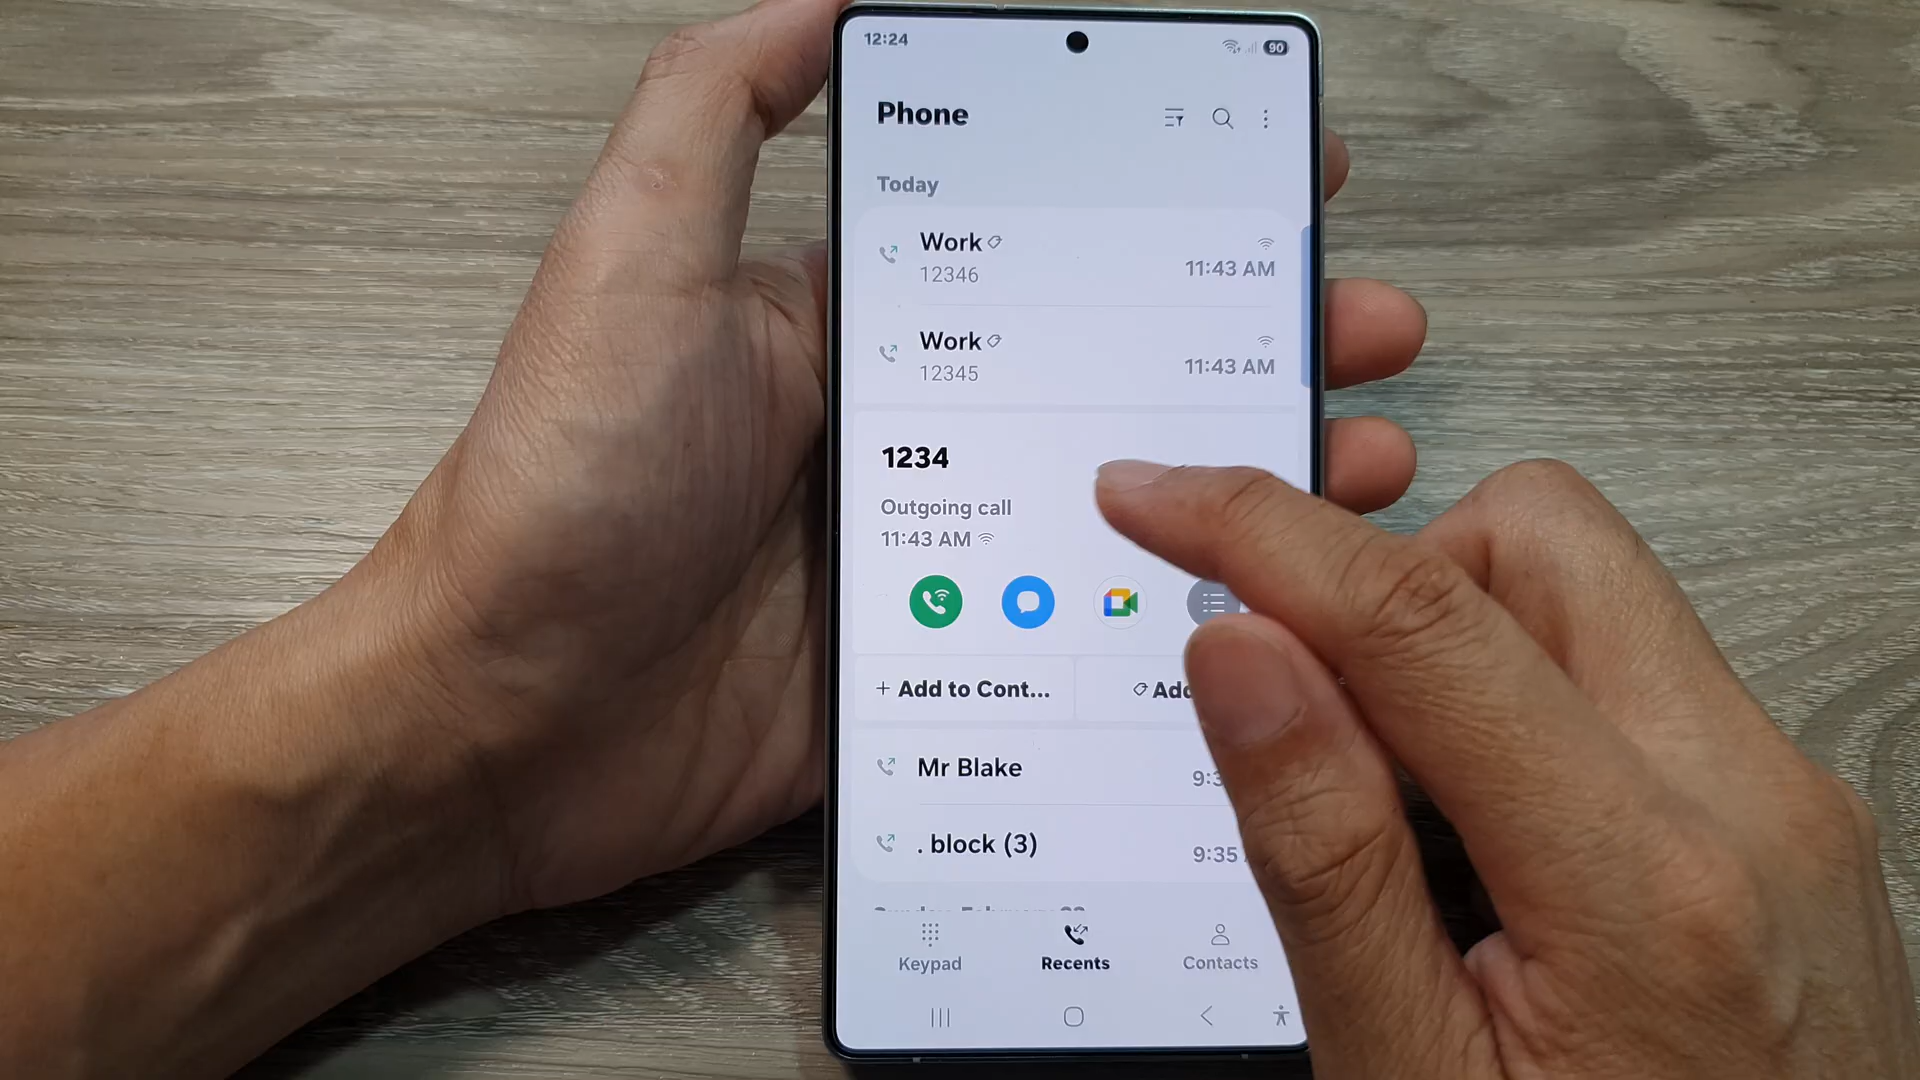 12:24
90
Phone
Today
Work
12346
11:43 AM
Work
12345
11:43 AM
1234
Outgoing call
11:43 AM
+ Add to Cont...
Mr Blake
. block (3)
9:35
Keypad
Recents
Contacts